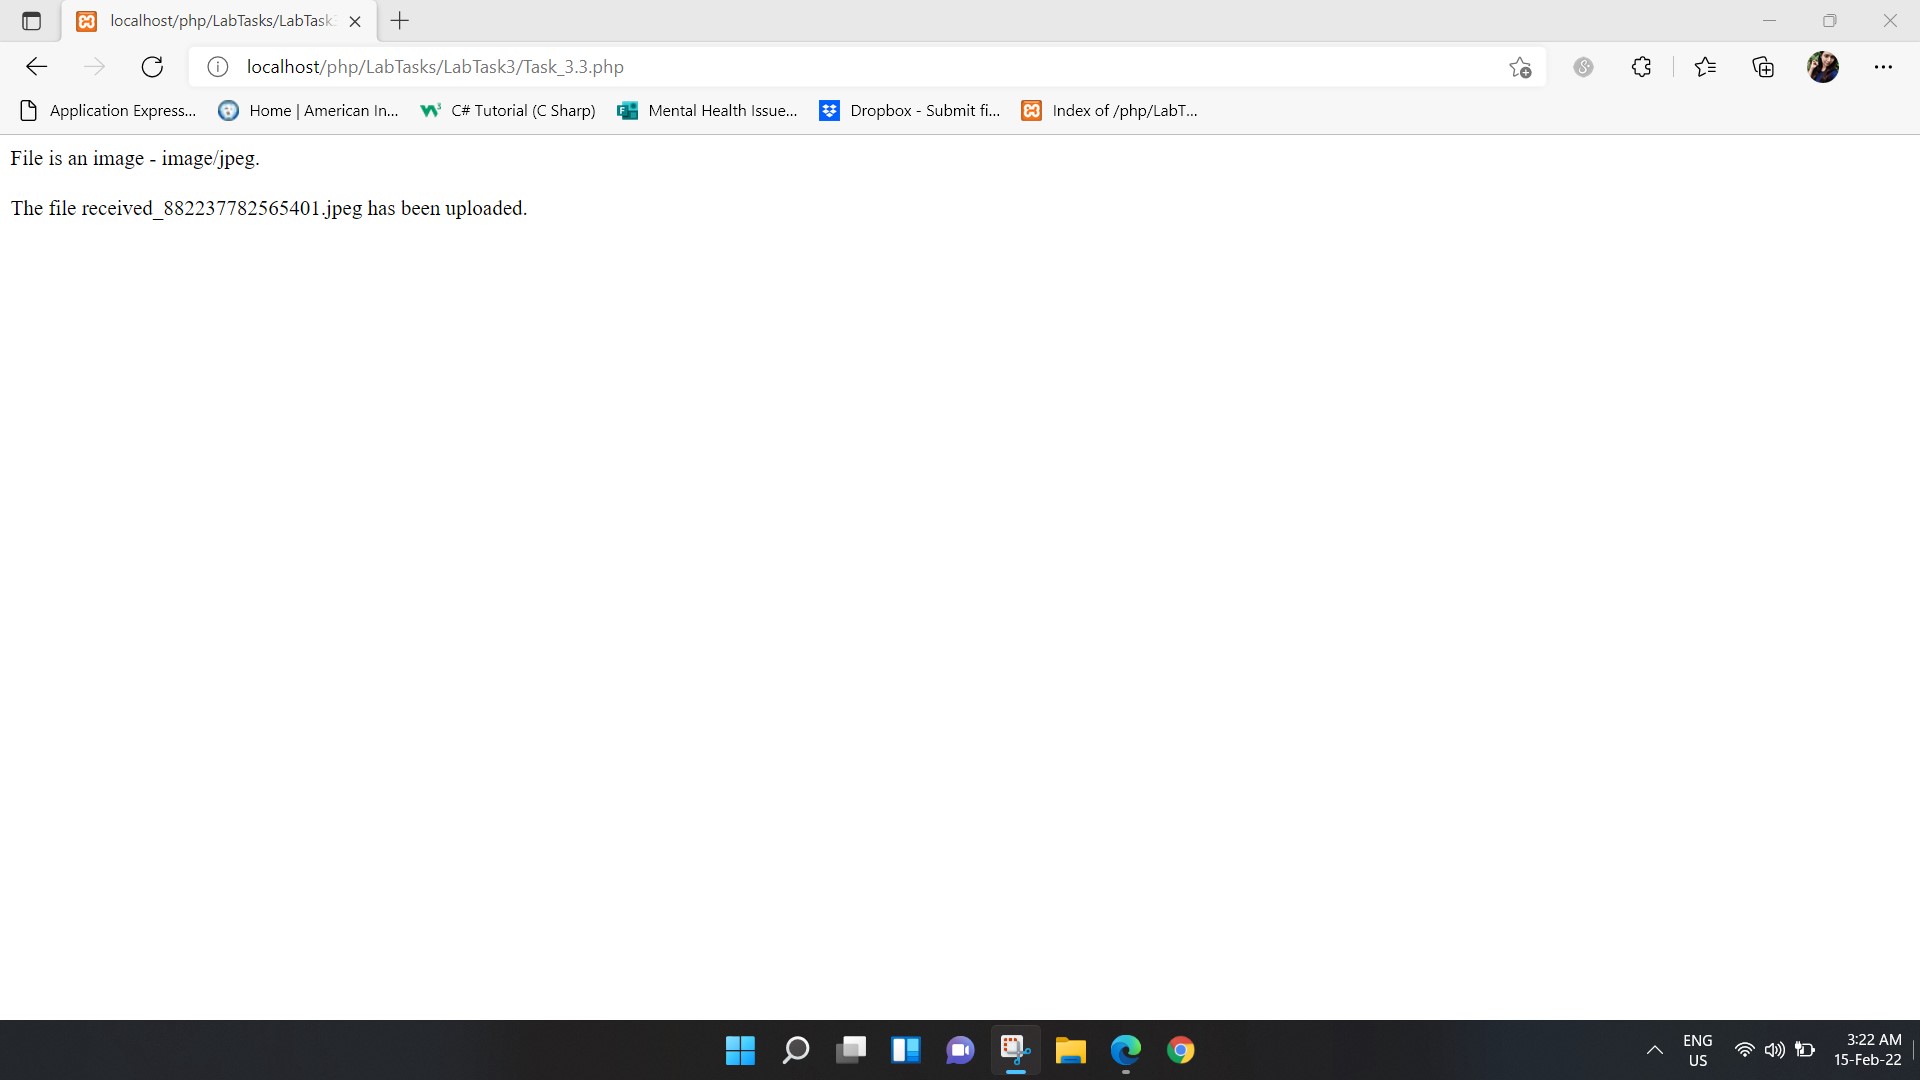 localhost/php/LabTasks/LabTask
localhost/php/LabTasks/LabTask3/Task_3.3.php
Application Express...
Home | American In...
C# Tutorial (C Sharp)
Mental Health Issue...
Dropbox - Submit fi...
Index of /php/LabT...
File is an image - image/jpeg.
The file received_882237782565401.jpeg has been uploaded.
ENG
US
3:22 AM
15-Feb-22